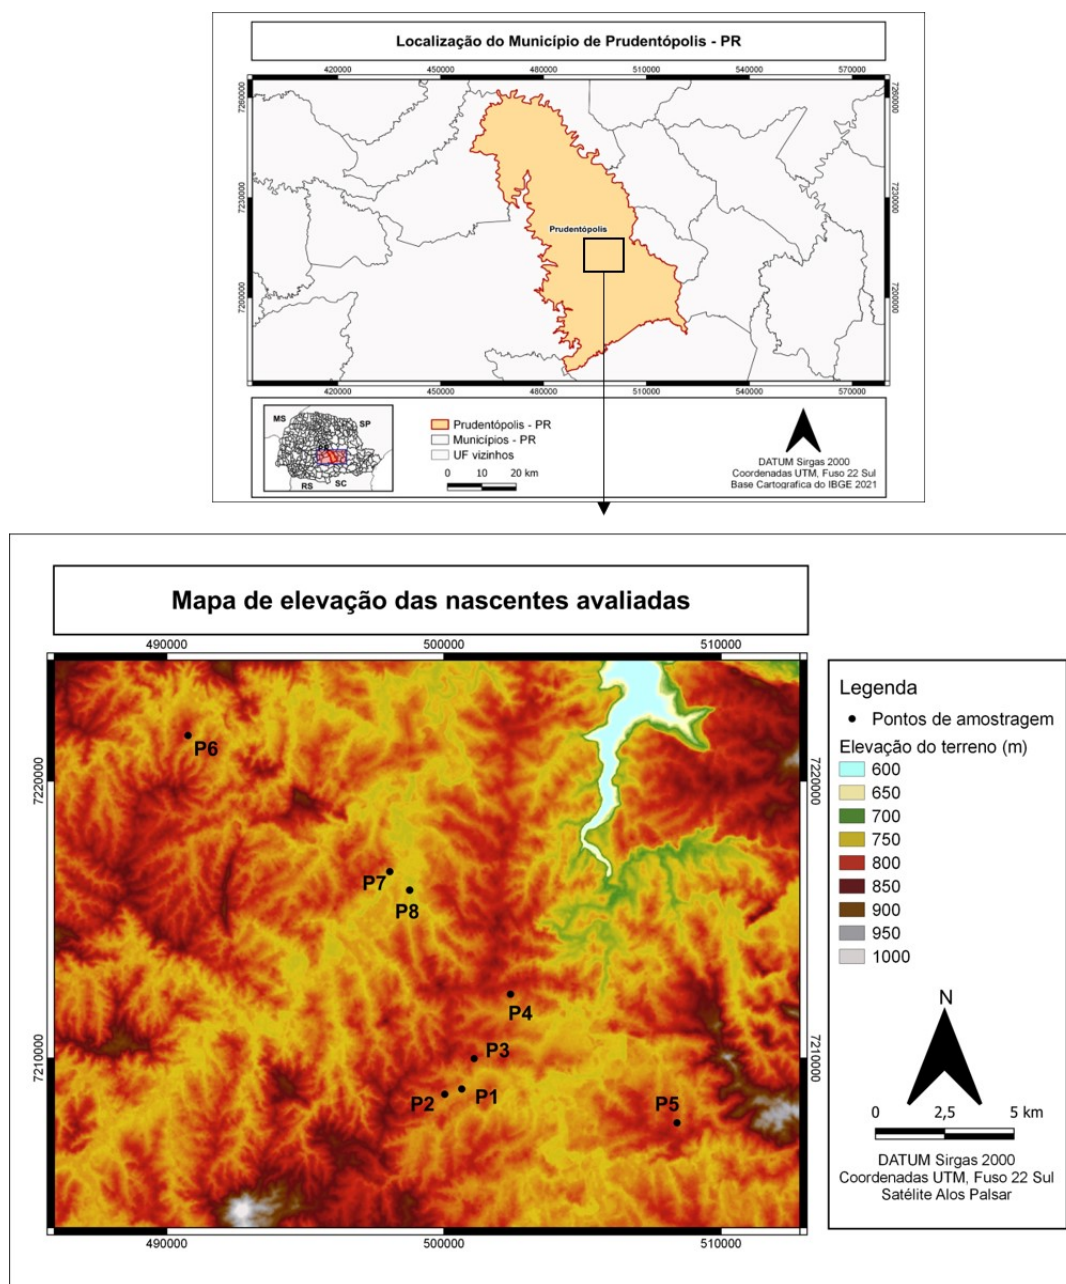 Localização do Município de Prudentópolis - PR
420000 450000 480000 510000 540000 570000
7260000 7260000
7230000 7230000
Prudentópolis
7200000 7200000
420000 450000 480000 510000 540000 570000
MS SP
PR
RS SC
Prudentópolis - PR
Municípios - PR
UF vizinhos
0 10 20 km
DATUM Sirgas 2000
Coordenadas UTM, Fuso 22 Sul
Base Cartografica do IBGE 2021
Mapa de elevação das nascentes avaliadas
490000 500000 510000
7220000 7220000
7210000 7210000
P6
P7
P8
P4
P3
P2 P1
P5
490000 500000 510000
Legenda
Pontos de amostragem
Elevação do terreno (m)
600
650
700
750
800
850
900
950
1000
N
0 2,5 5 km
DATUM Sirgas 2000
Coordenadas UTM, Fuso 22 Sul
Satélite Alos Palsar